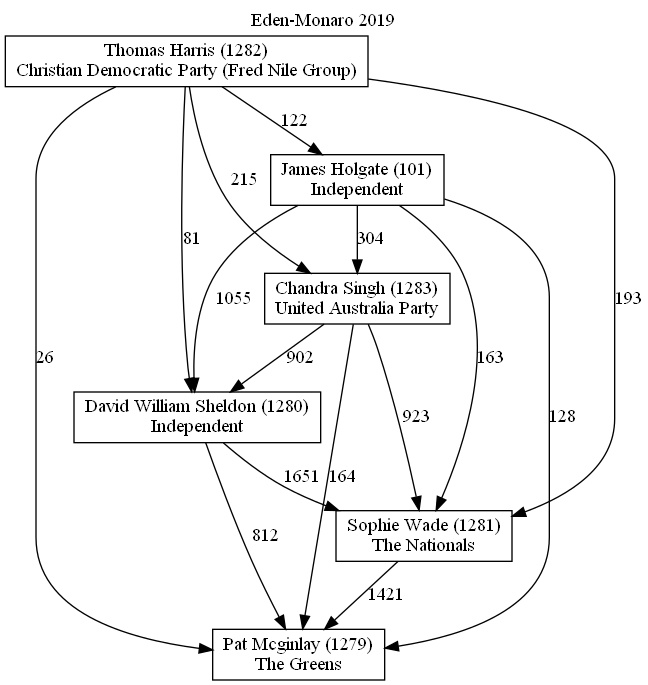 Eden-Monaro 2019
Thomas Harris (1282)
Christian Democratic Party (Fred Nile Group)
122
James Holgate (101)
Independent
215
81
304
Chandra Singh (1283)
United Australia Party
1055
193
26
902
163
David William Sheldon (1280)
Independent
923
128
1651
164
Sophie Wade (1281)
The Nationals
812
1421
Pat Mcginlay (1279)
The Greens